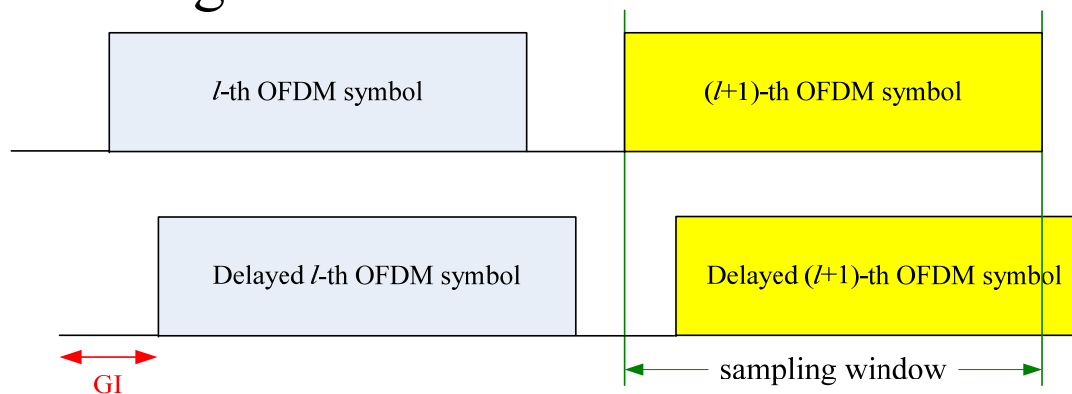 l-th OFDM symbol
(l+1)-th OFDM symbol
Delayed l-th OFDM symbol
Delayed (l+1)-th OFDM symbol
GI
sampling window